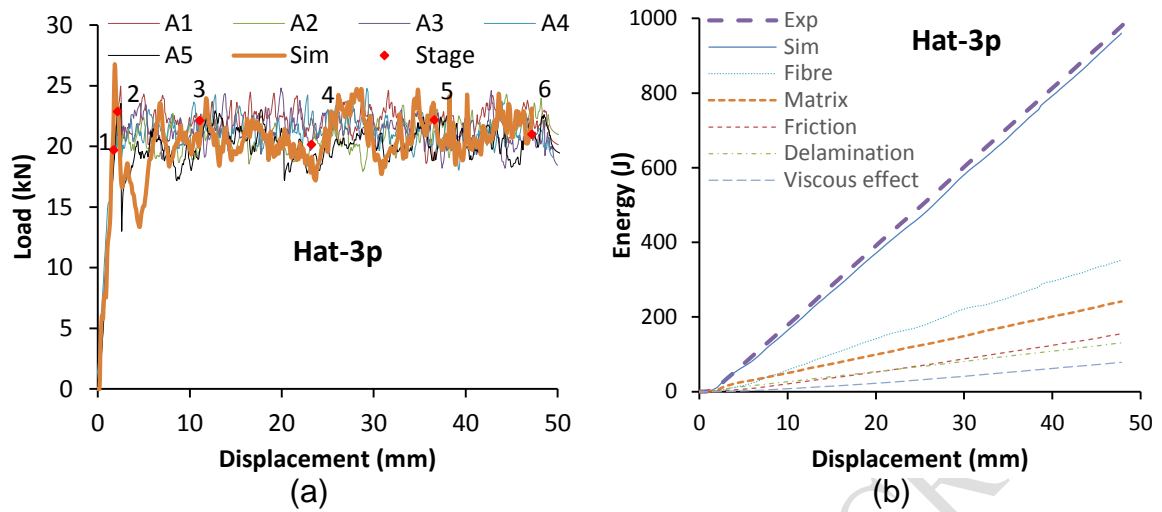 A1 A2 A3 A4
A5 Sim Stage
30
25
20
15
10
5
0
Load (kN)
1
2
3
4
5
6
Hat-3p
0 10 20 30 40 50
Displacement (mm)
(a)
1000
800
600
400
200
0
Energy (J)
Hat-3p
Exp
Sim
Fibre
Matrix
Friction
Delamination
Viscous effect
0 10 20 30 40 50
Displacement (mm)
(b)